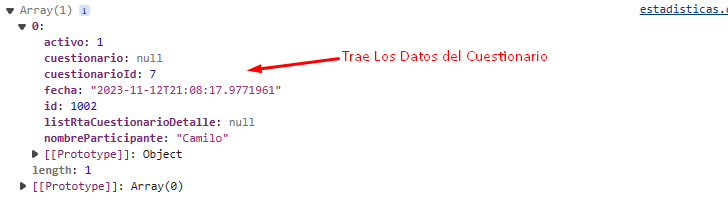 ▼ Array(1) i
estadisticas.
▼ 0:
activo: 1
cuestionario: null
Trae Los Datos del Cuestionario
cuestionarioId: 7
fecha: "2023-11-12T21:08:17.9771961"
id: 1002
listRtaCuestionarioDetalle: null
nombreParticipante: "Camilo"
▶ [[Prototype]]: Object
length: 1
▶ [[Prototype]]: Array(0)